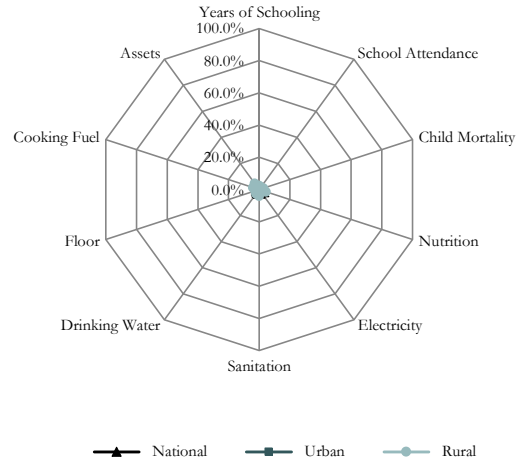 Years of Schooling
100.0%
Assets
School Attendance
80.0%
60.0%
Cooking Fuel
40.0%
Child Mortality
20.0%
0.0%
Floor
Nutrition
Drinking Water
Electricity
Sanitation
National Urban Rural